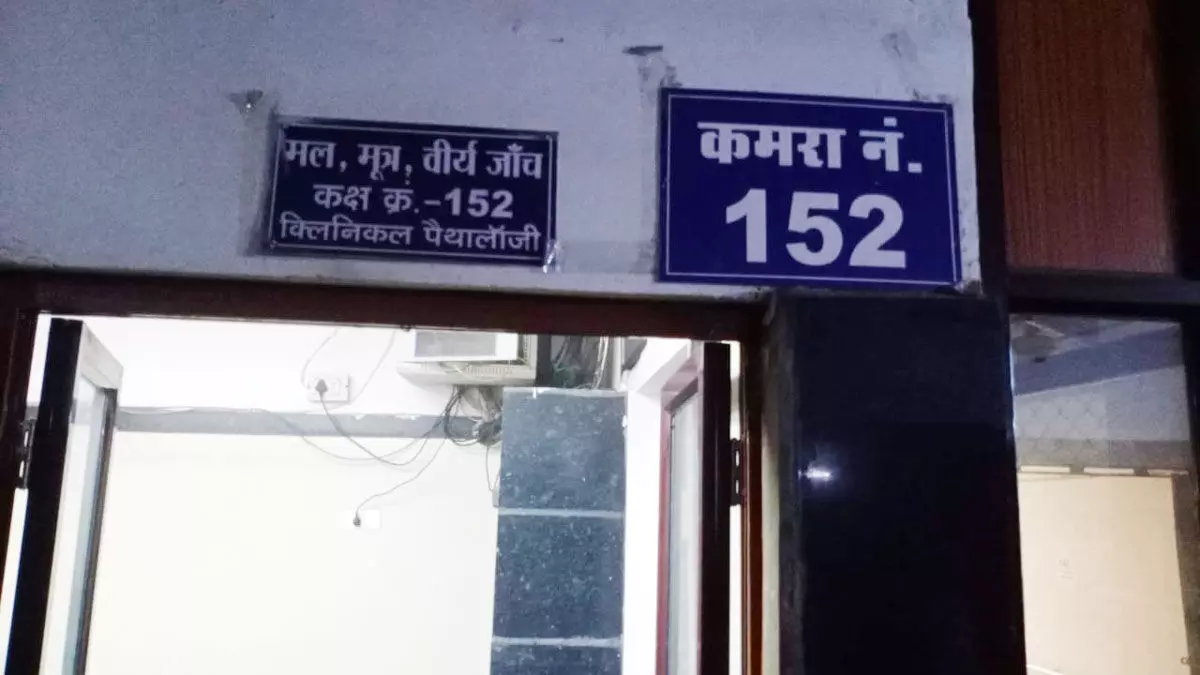 मल, मूत्र, वीर्य जाँच
कक्ष क्रं.-152
क्लिनिकल पैथालॉजी
कमरा नं.
152